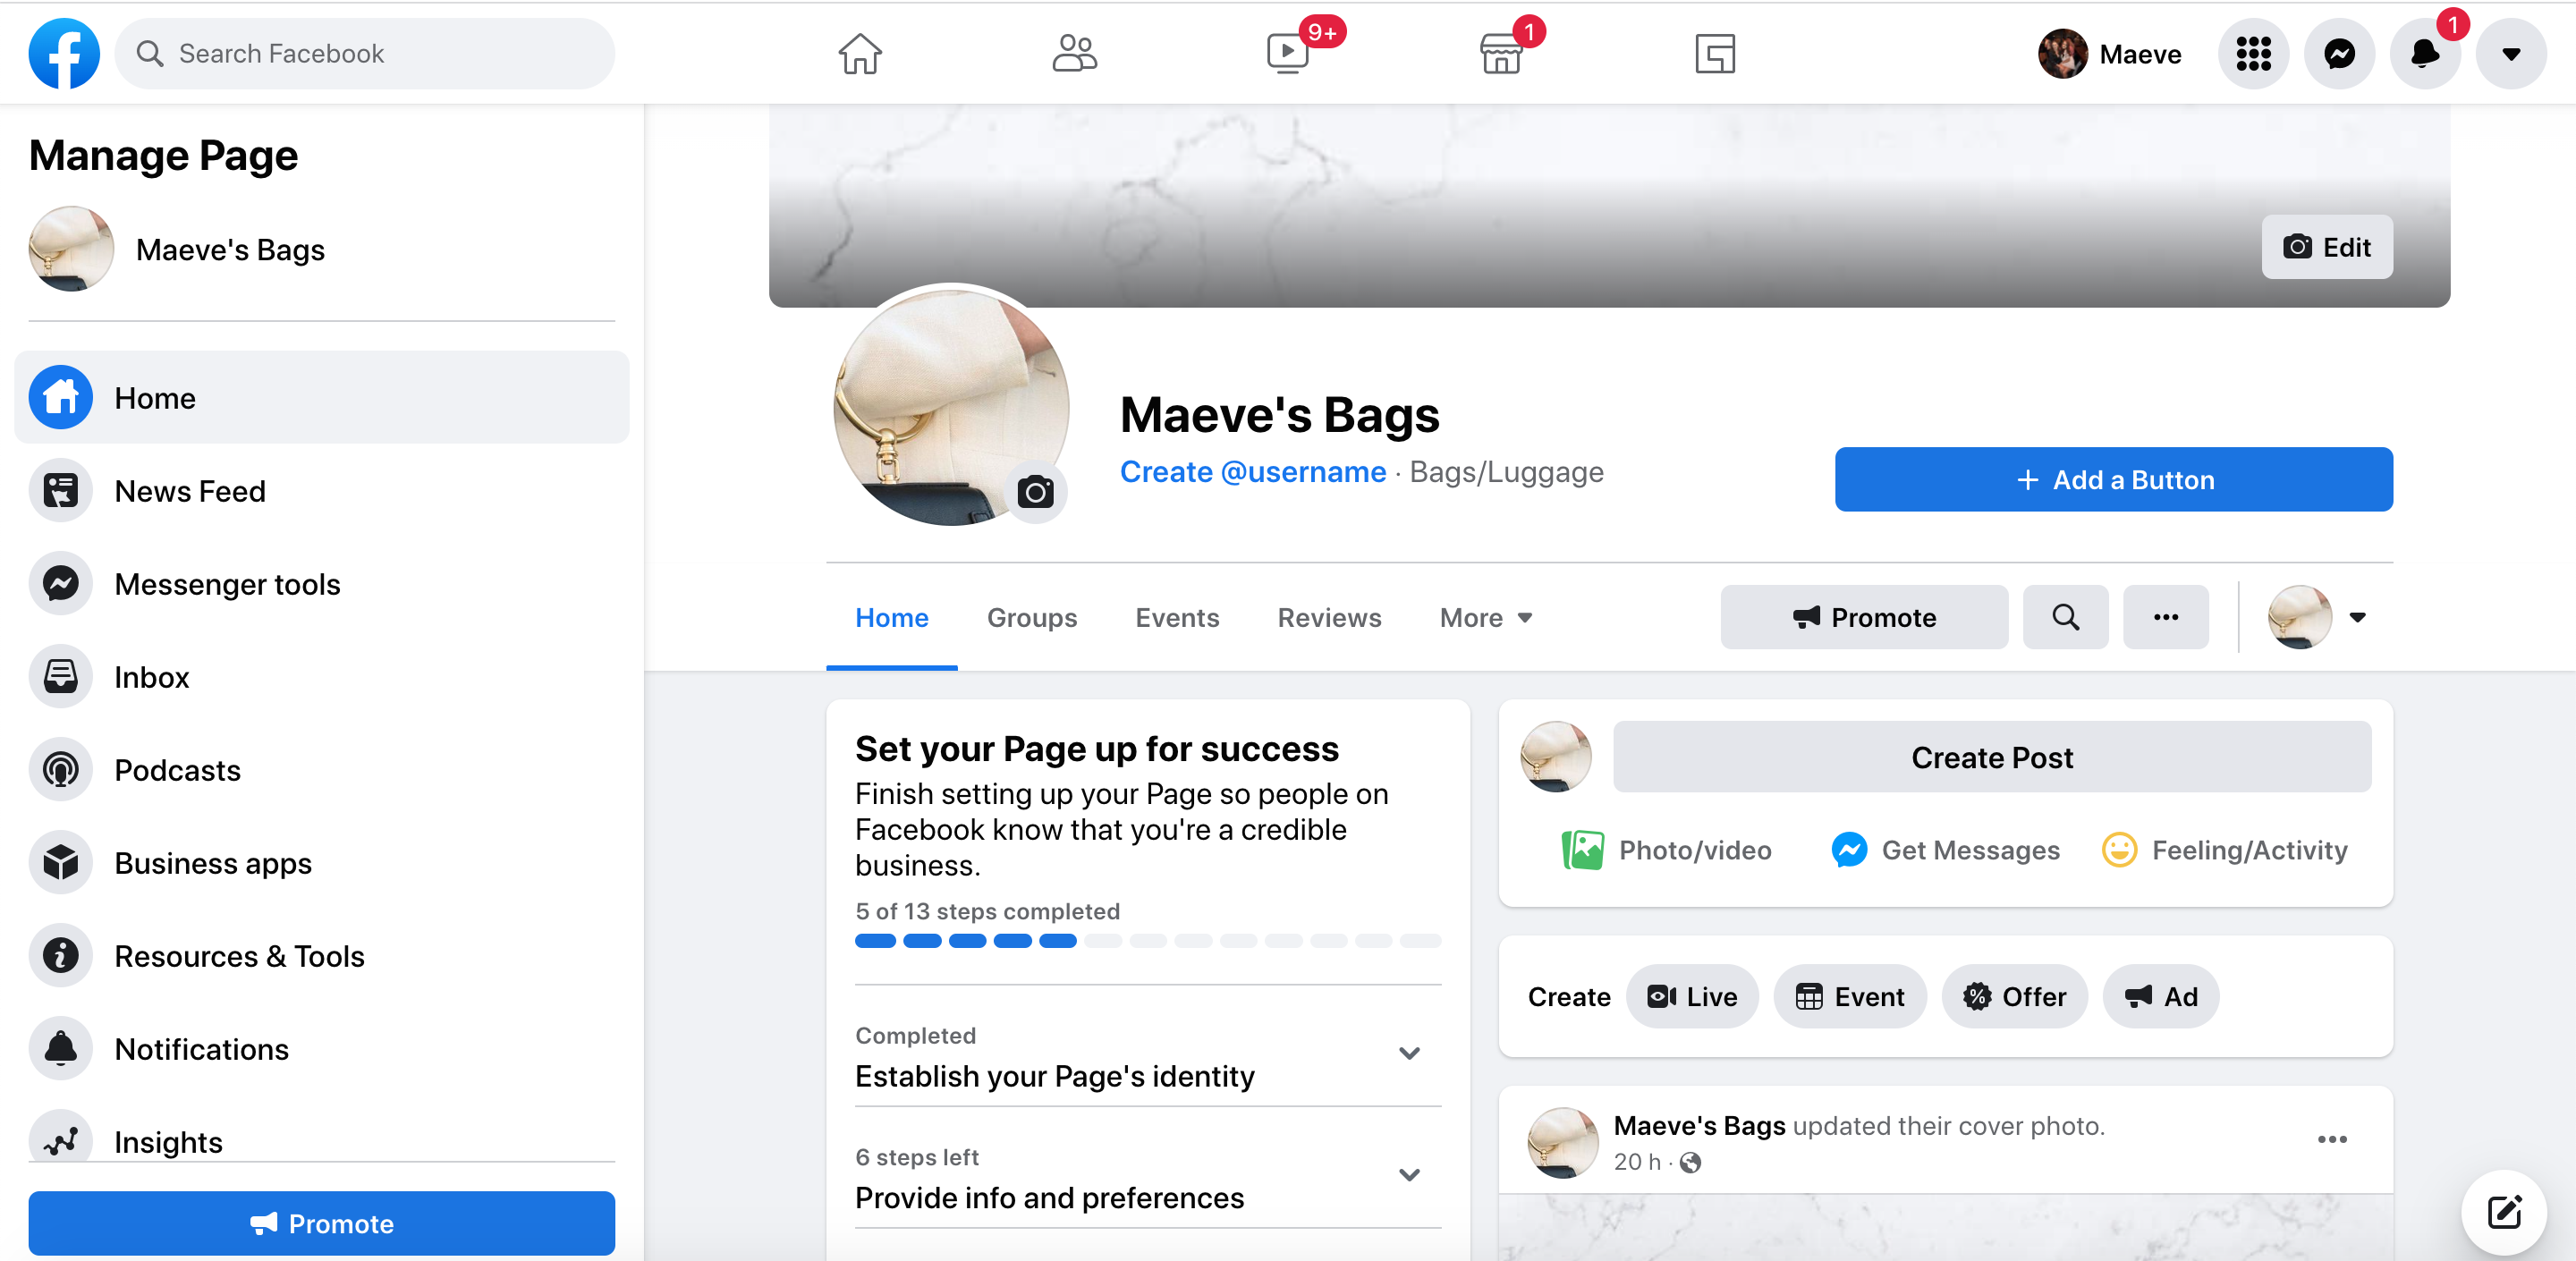 Search Facebook
9+
1
Maeve
1
Manage Page
Maeve's Bags
Home
News Feed
Messenger tools
Inbox
Podcasts
Business apps
Resources & Tools
Notifications
Insights
Promote
Edit
Maeve's Bags
Create @username · Bags/Luggage
+ Add a Button
Home
Groups
Events
Reviews
More
Promote
Set your Page up for success
Finish setting up your Page so people on
Facebook know that you're a credible
business.
5 of 13 steps completed
Completed
Establish your Page's identity
6 steps left
Provide info and preferences
Create Post
Photo/video
Get Messages
Feeling/Activity
Create
Live
Event
Offer
Ad
Maeve's Bags updated their cover photo.
20 h ·